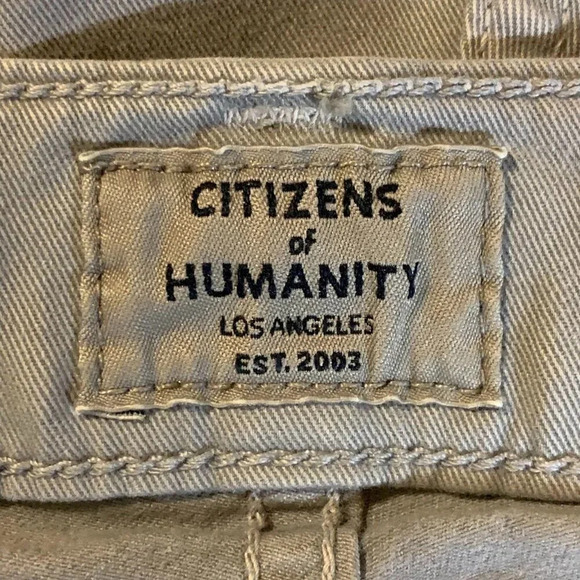 CITIZENS
of
HUMANITY
LOS ANGELES
EST. 2003